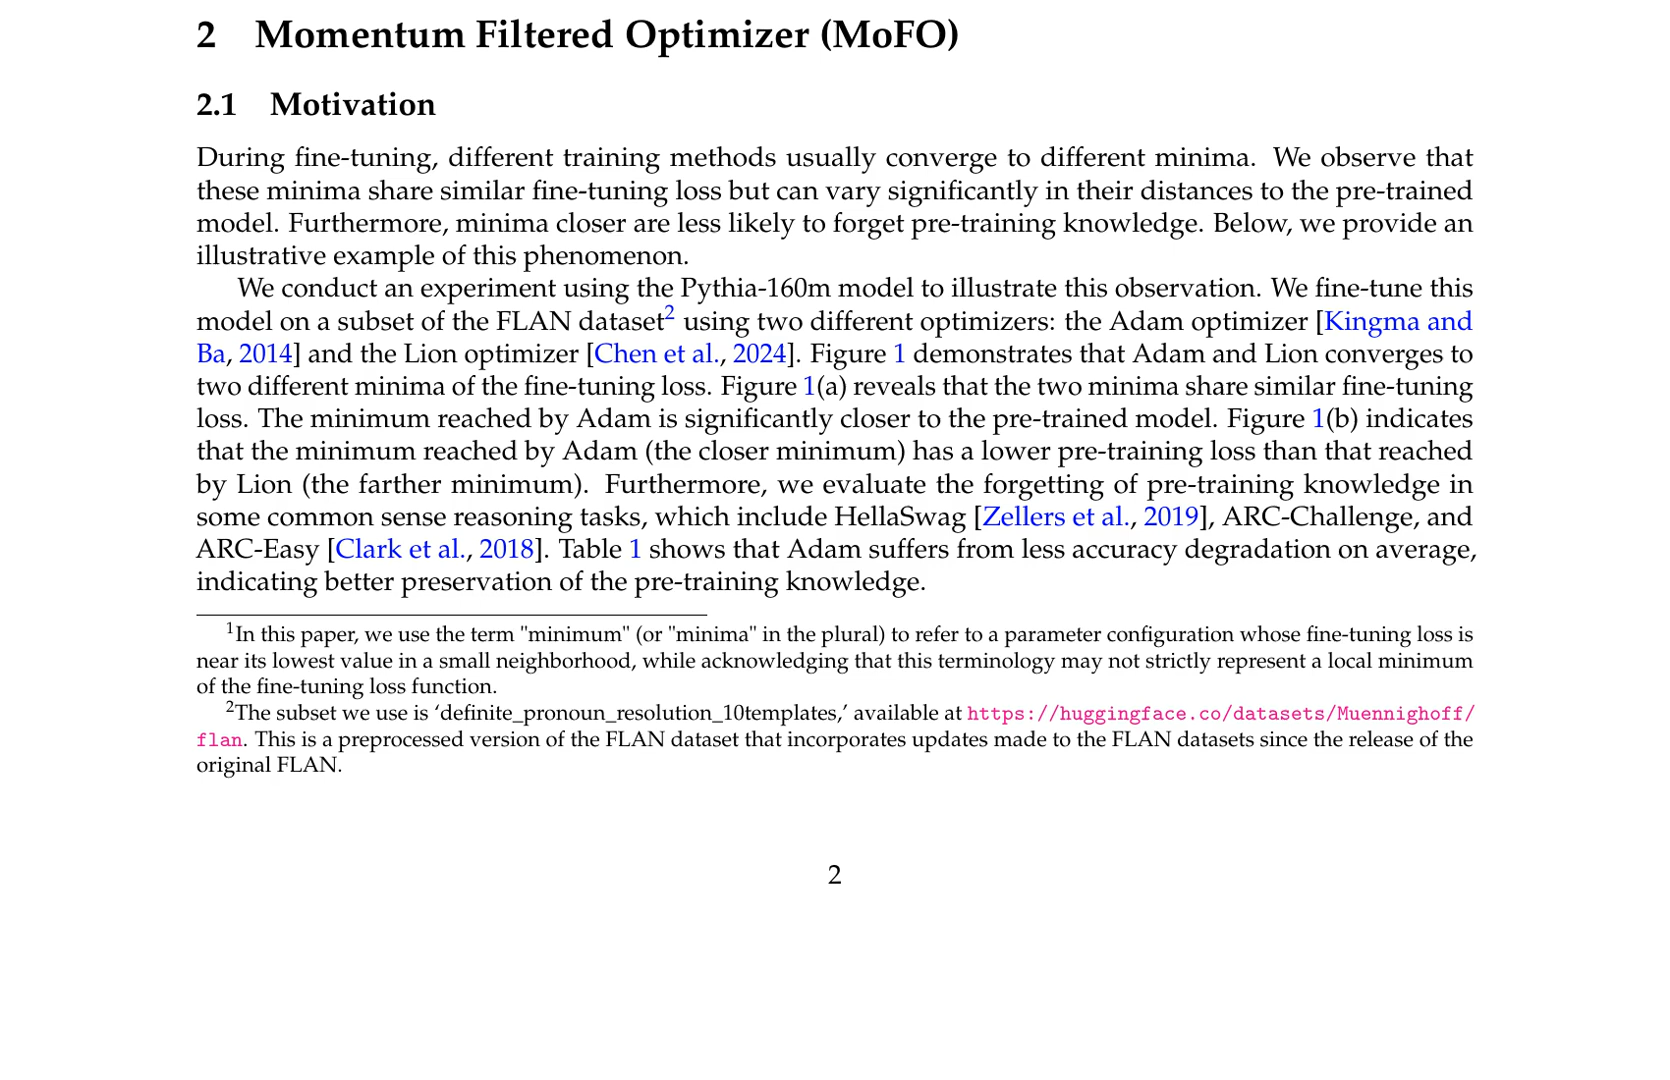 2 Momentum Filtered Optimizer (MoFO)
2.1 Motivation
During fine-tuning, different training methods usually converge to different minima. We observe that
these minima share similar fine-tuning loss but can vary significantly in their distances to the pre-trained
model. Furthermore, minima closer are less likely to forget pre-training knowledge. Below, we provide an
illustrative example of this phenomenon.
We conduct an experiment using the Pythia-160m model to illustrate this observation. We fine-tune this
model on a subset of the FLAN dataset2 using two different optimizers: the Adam optimizer [Kingma and
Ba, 2014] and the Lion optimizer [Chen et al., 2024]. Figure 1 demonstrates that Adam and Lion converges to
two different minima of the fine-tuning loss. Figure 1(a) reveals that the two minima share similar fine-tuning
loss. The minimum reached by Adam is significantly closer to the pre-trained model. Figure 1(b) indicates
that the minimum reached by Adam (the closer minimum) has a lower pre-training loss than that reached
by Lion (the farther minimum). Furthermore, we evaluate the forgetting of pre-training knowledge in
some common sense reasoning tasks, which include HellaSwag [Zellers et al., 2019], ARC-Challenge, and
ARC-Easy [Clark et al., 2018]. Table 1 shows that Adam suffers from less accuracy degradation on average,
indicating better preservation of the pre-training knowledge.
1In this paper, we use the term "minimum" (or "minima" in the plural) to refer to a parameter configuration whose fine-tuning loss is
near its lowest value in a small neighborhood, while acknowledging that this terminology may not strictly represent a local minimum
of the fine-tuning loss function.
2The subset we use is ‘definite_pronoun_resolution_10templates,’ available at https://huggingface.co/datasets/Muennighoff/
flan. This is a preprocessed version of the FLAN dataset that incorporates updates made to the FLAN datasets since the release of the
original FLAN.
2